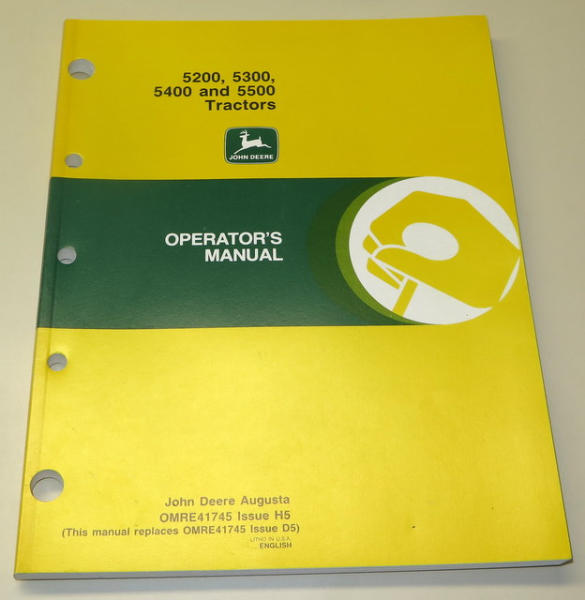 5200, 5300,
5400 and 5500
Tractors
JOHN DEERE
OPERATOR'S
MANUAL
John Deere Augusta
OMRE41745 Issue H5
(This manual replaces OMRE41745 Issue D5)
LITHO IN U.S.A.
ENGLISH